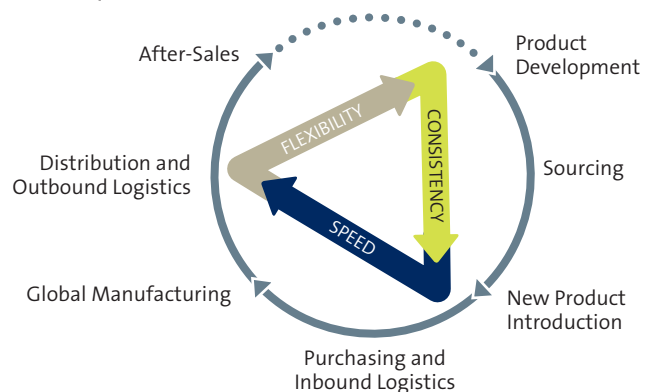 After-Sales
Product
Development
FLEXIBILITY
CONSISTENCY
Distribution and
Outbound Logistics
Sourcing
SPEED
Global Manufacturing
New Product
Introduction
Purchasing and
Inbound Logistics